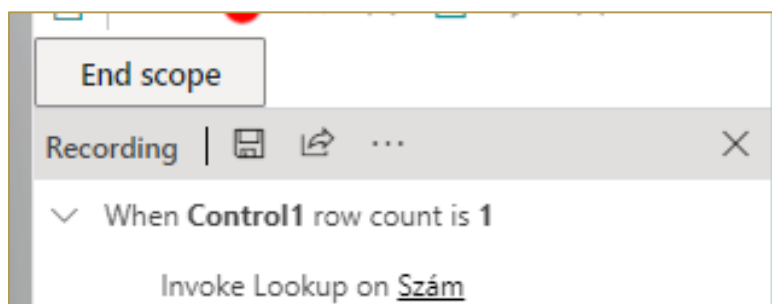 End scope
Recording
When Control1 row count is 1
Invoke Lookup on Szám